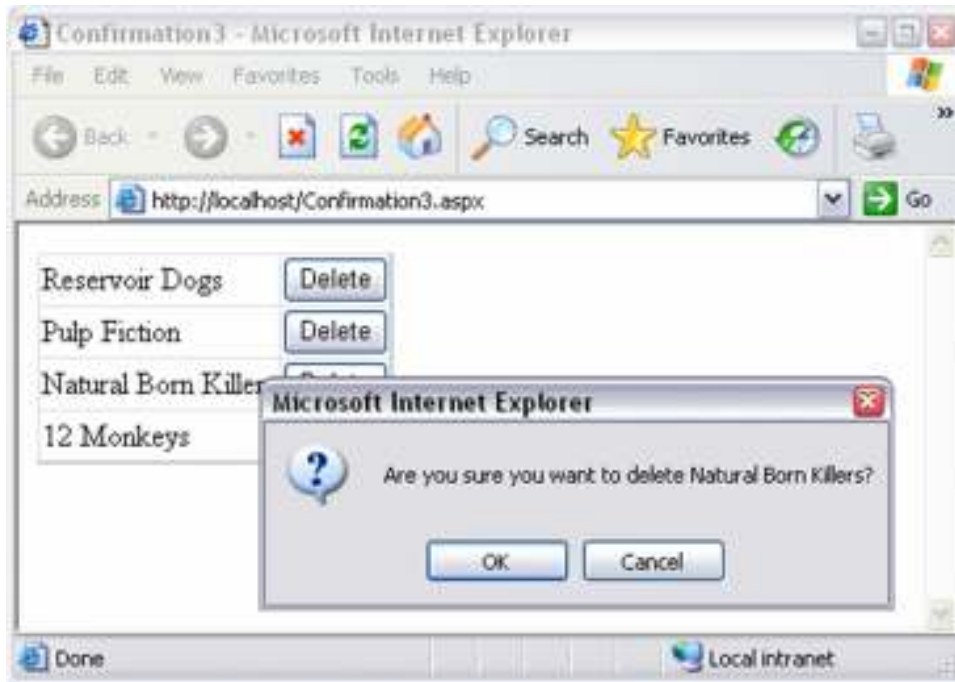 Confirmation3 - Microsoft Internet Explorer
File Edit View Favorites Tools Help
Back Search Favorites »
Address http://localhost/Confirmation3.aspx Go
Reservoir Dogs Delete
Pulp Fiction Delete
Natural Born Killer
12 Monkeys
Microsoft Internet Explorer
Are you sure you want to delete Natural Born Killers?
OK Cancel
Done Local intranet